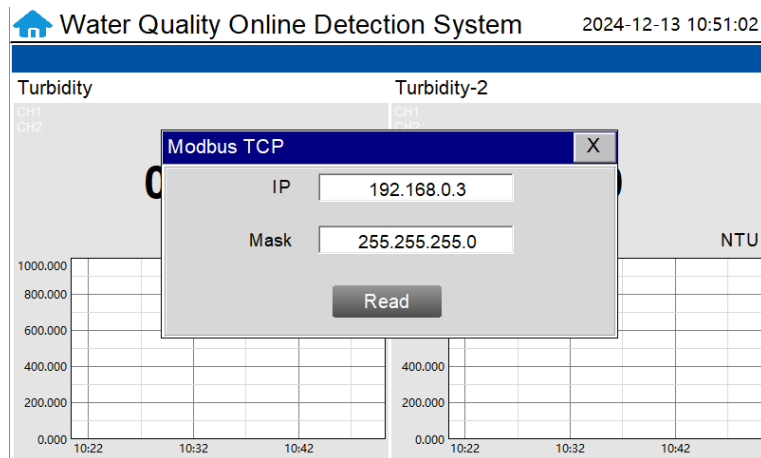 Water Quality Online Detection System 2024-12-13 10:51:02
Turbidity Turbidity-2
CH1 CH1
CH2 CH2
Modbus TCP X
0 0
IP 192.168.0.3
Mask 255.255.255.0
NTU
Read
1000.000
800.000
600.000
400.000 400.000
200.000 200.000
0.000 0.000
10:22 10:32 10:42 10:22 10:32 10:42